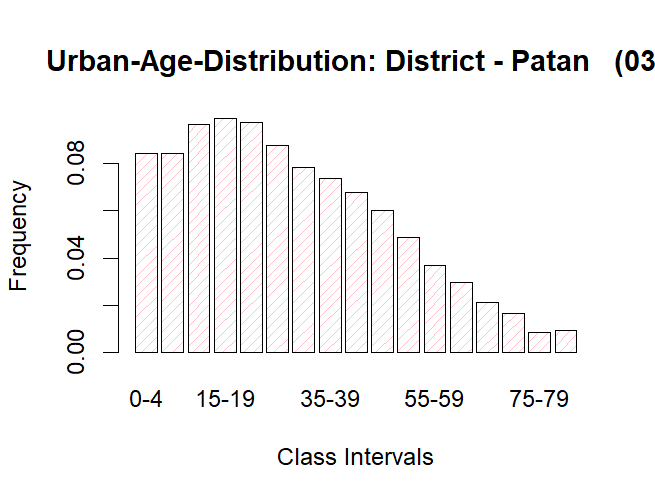 Urban-Age-Distribution: District - Patan (03
Frequency
0.08
0.04
0.00
0-4 15-19 35-39 55-59 75-79
Class Intervals